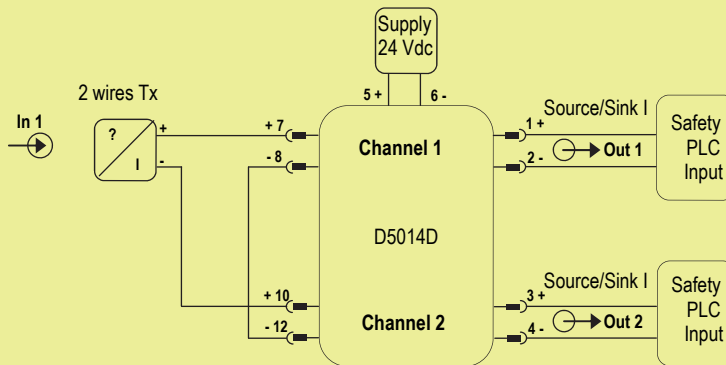 Supply
24 Vdc
5 +
6 -
2 wires Tx
In 1
?
I
+
-
+ 7
- 8
+ 10
- 12
Channel 1
D5014D
Channel 2
1 +
2 -
Source/Sink I
Out 1
Safety
PLC
Input
3 +
4 -
Source/Sink I
Out 2
Safety
PLC
Input